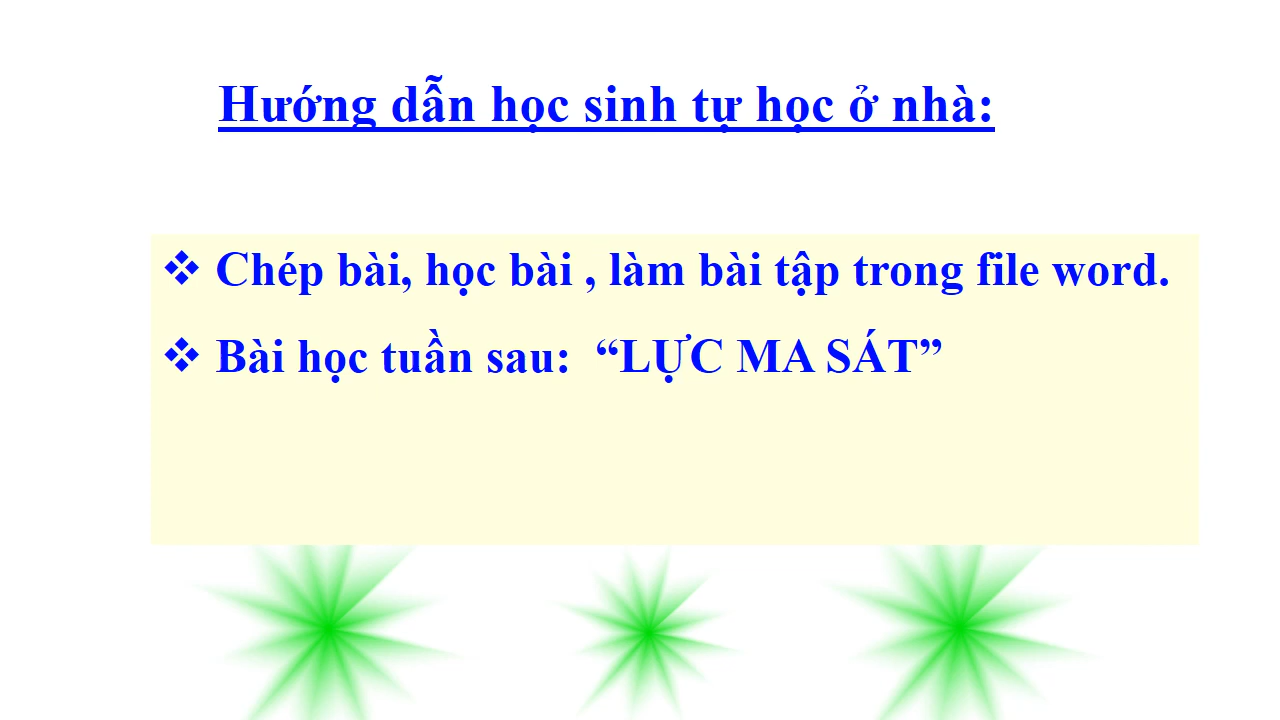 Hướng dẫn học sinh tự học ở nhà:
❖ Chép bài, học bài , làm bài tập trong file word.
❖ Bài học tuần sau: “LỰC MA SÁT”